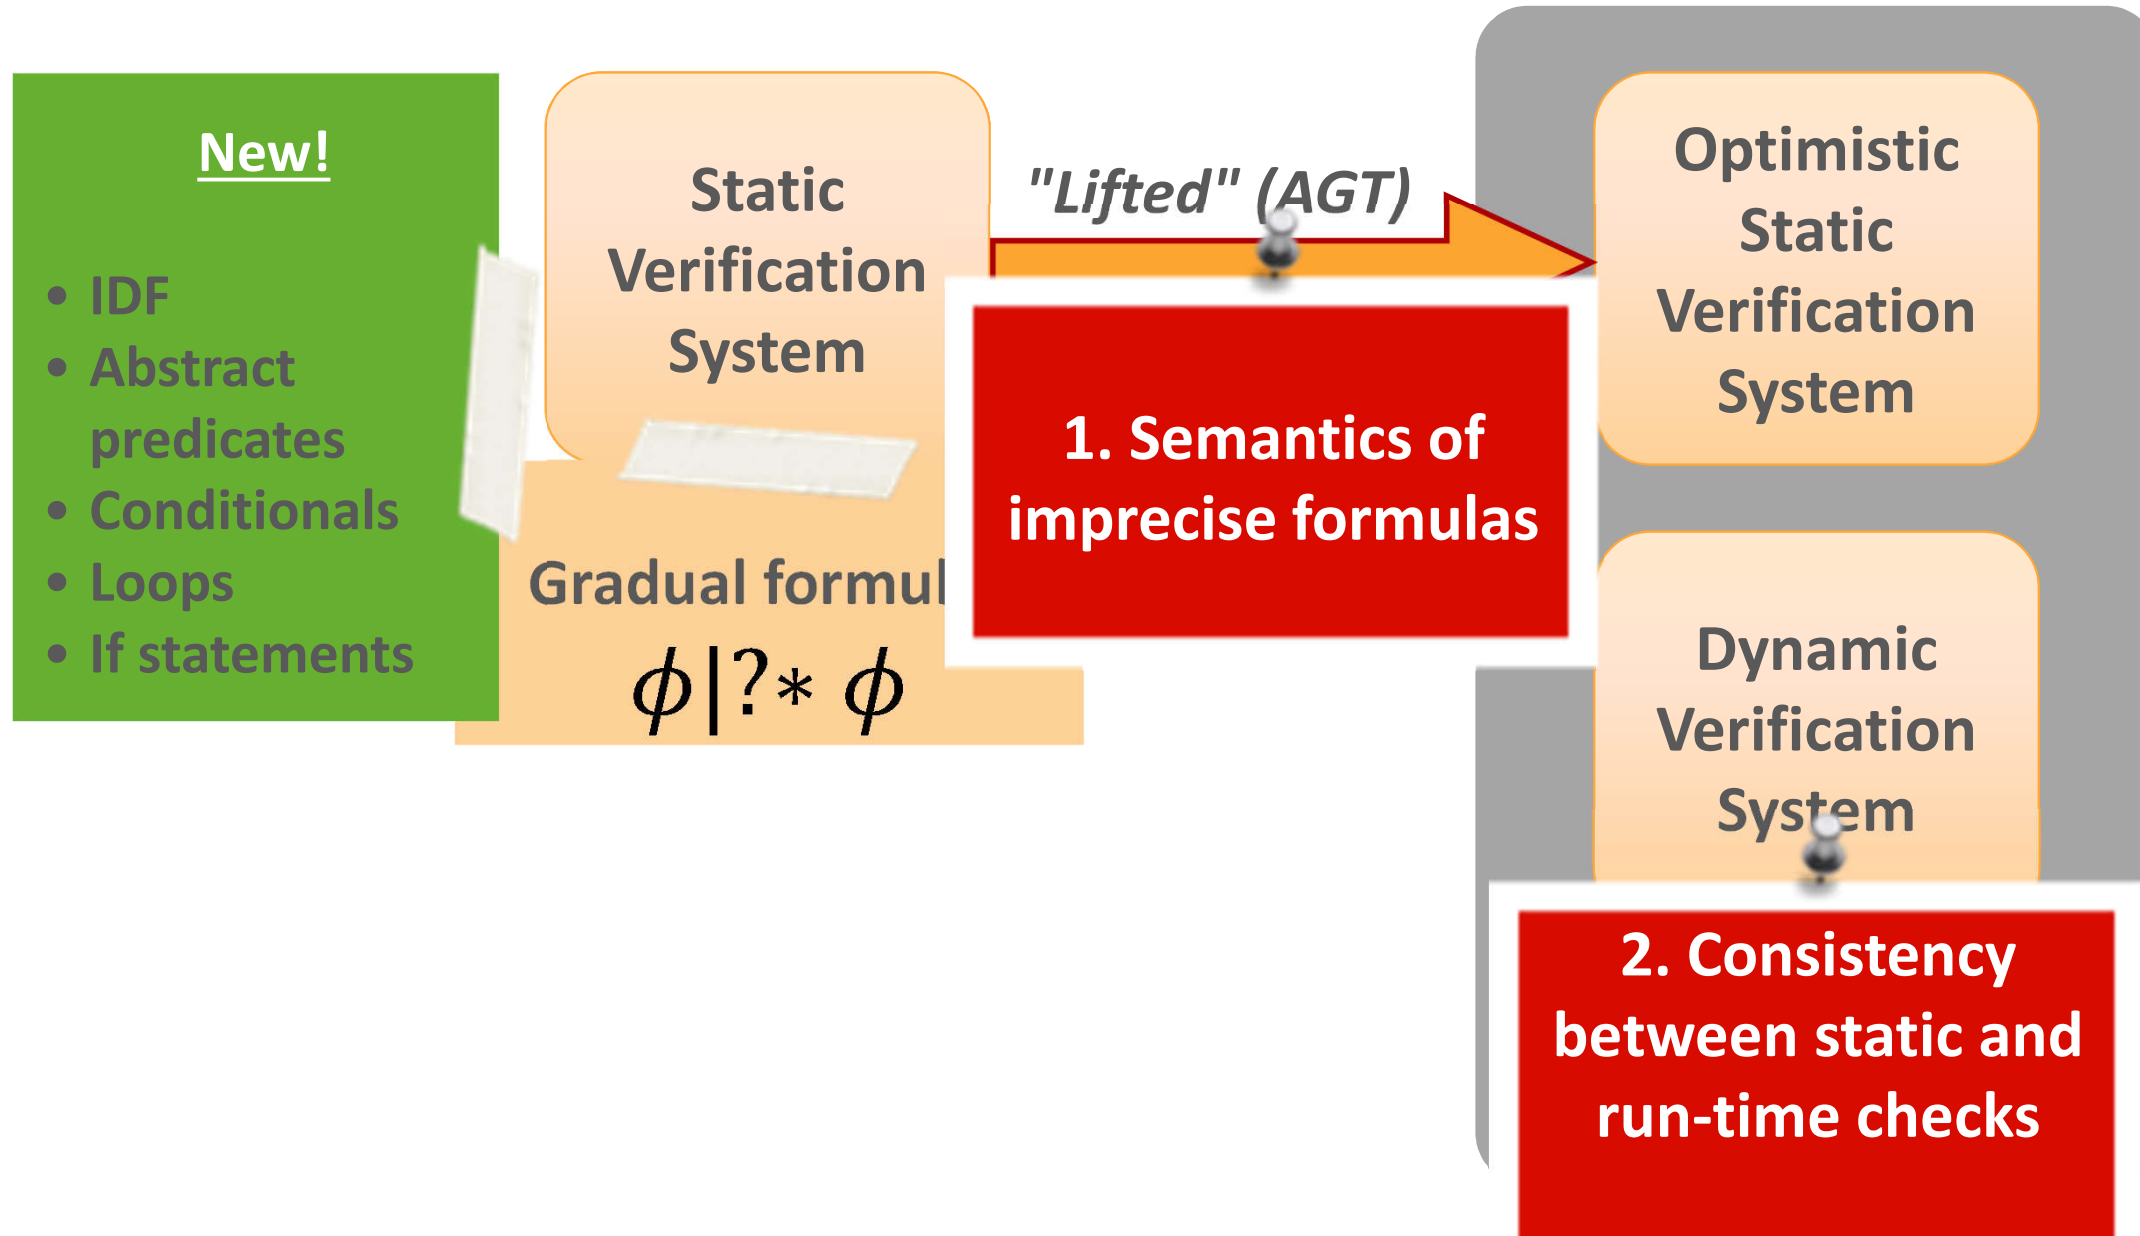 New!
• IDF
• Abstract
predicates
• Conditionals
• Loops
• If statements
Static
Verification
System
Gradual formul
ϕ|?* ϕ
"Lifted" (AGT)
1. Semantics of
imprecise formulas
Optimistic
Static
Verification
System
Dynamic
Verification
System
2. Consistency
between static and
run-time checks